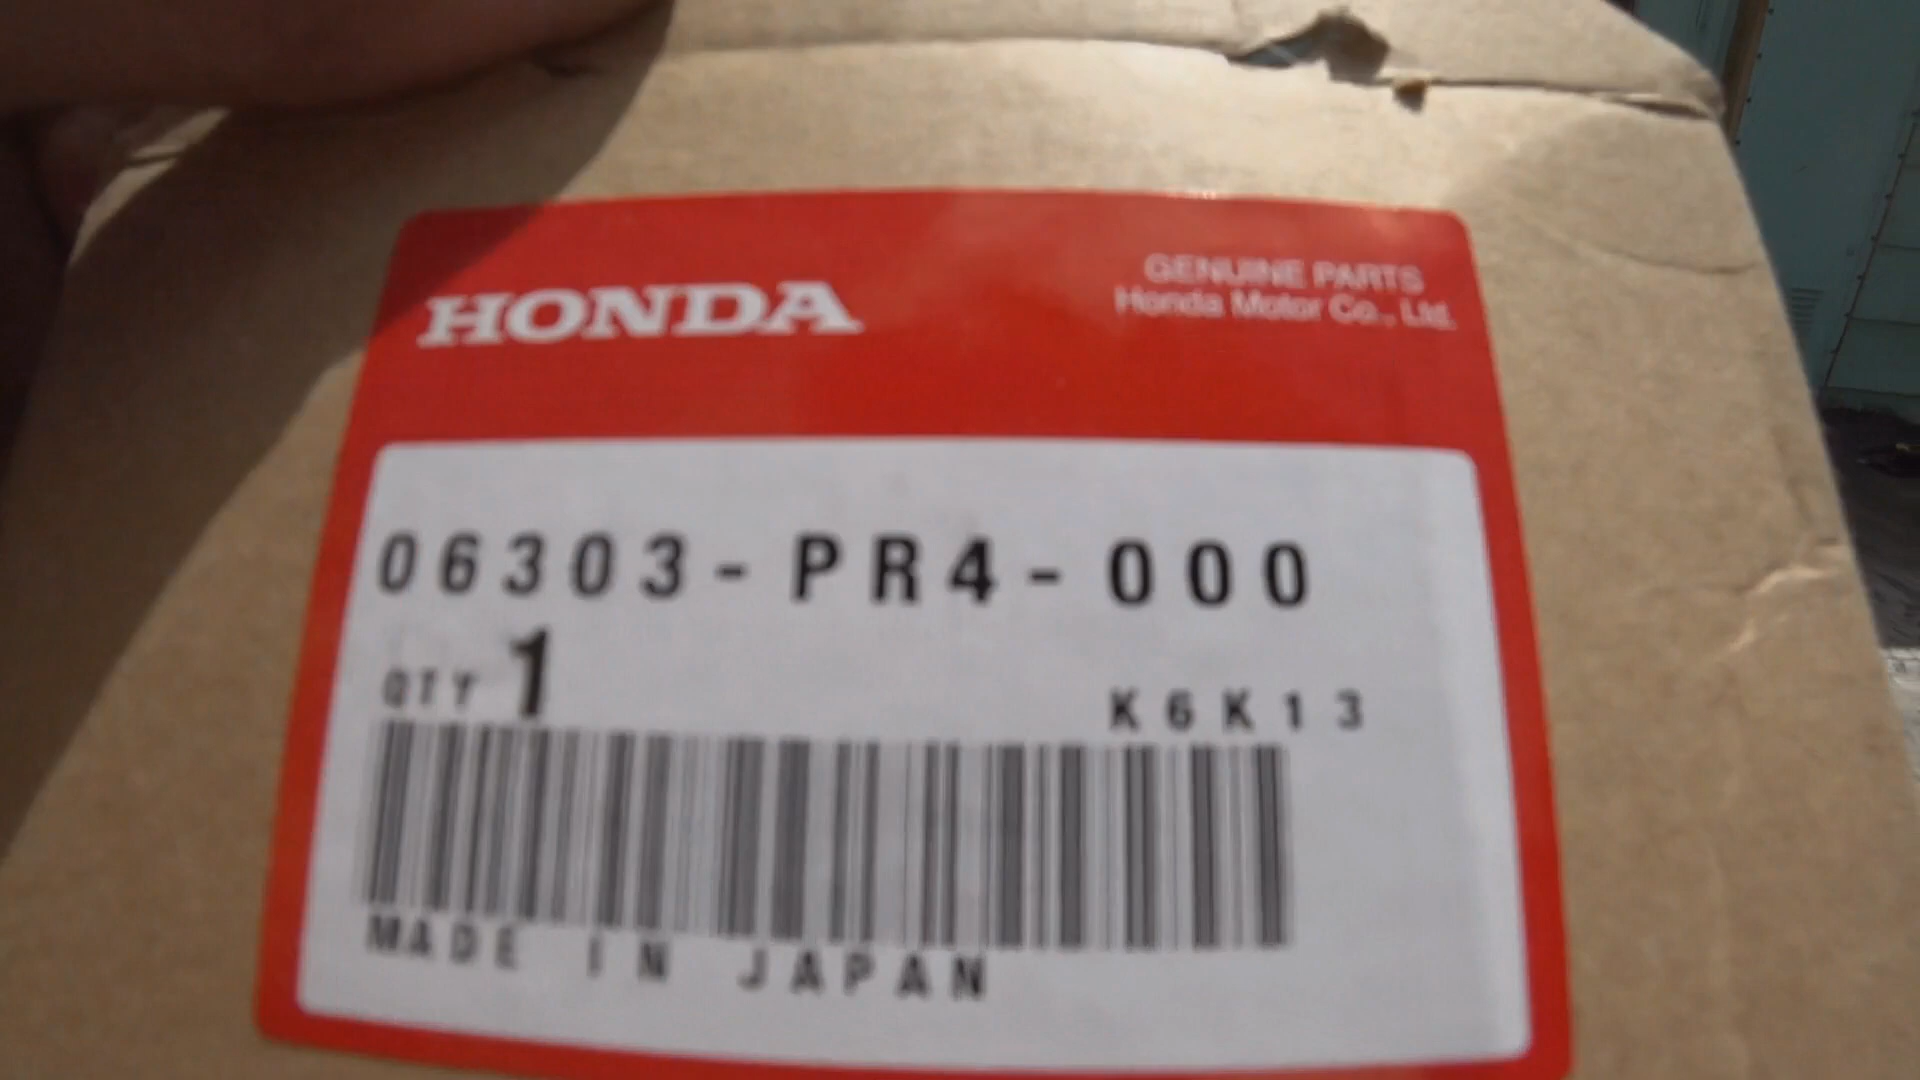 HONDA
GENUINE PARTS
Honda Motor Co., Ltd.
06303-PR4-000
QTY 1
K6K13
MADE IN JAPAN